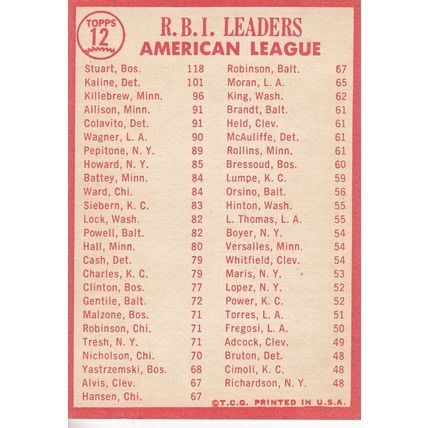 TOPPS
12
R.B.I. LEADERS
AMERICAN LEAGUE
Stuart, Bos. 118
Kaline, Det. 101
Killebrew, Minn. 96
Allison, Minn. 91
Colavito, Det. 91
Wagner, L. A. 90
Pepitone, N. Y. 89
Howard, N. Y. 85
Battey, Minn. 84
Ward, Chi. 84
Siebern, K. C. 83
Lock, Wash. 82
Powell, Balt. 82
Hall, Minn. 80
Cash, Det. 79
Charles, K. C. 79
Clinton, Bos. 77
Gentile, Balt. 72
Malzone, Bos. 71
Robinson, Chi. 71
Tresh, N. Y. 71
Nicholson, Chi. 70
Yastrzemski, Bos. 68
Alvis, Clev. 67
Hansen, Chi. 67
Robinson, Balt. 67
Moran, L. A. 65
King, Wash. 62
Brandt, Balt. 61
Held, Clev. 61
McAuliffe, Det. 61
Rollins, Minn. 61
Bressoud, Bos. 60
Lumpe, K. C. 59
Orsino, Balt. 56
Hinton, Wash. 55
L. Thomas, L. A. 55
Boyer, N. Y. 54
Versalles, Minn. 54
Whitfield, Clev. 54
Maris, N. Y. 53
Lopez, N. Y. 52
Power, K. C. 52
Torres, L. A. 51
Fregosi, L. A. 50
Adcock, Clev. 49
Bruton, Det. 48
Cimoli, K. C. 48
Richardson, N. Y. 48
©T.C.G. PRINTED IN U.S.A.